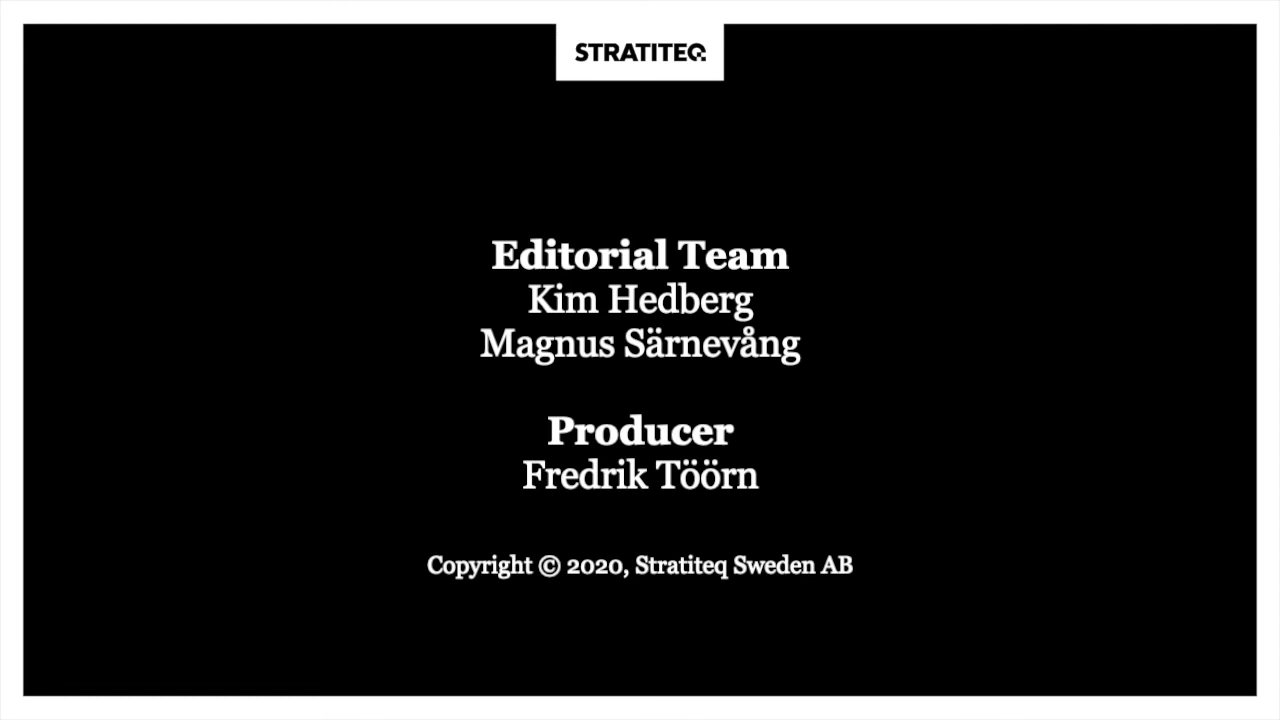 STRATITEQ
Editorial Team
Kim Hedberg
Magnus Särnevång
Producer
Fredrik Töörn
Copyright © 2020, Stratiteq Sweden AB